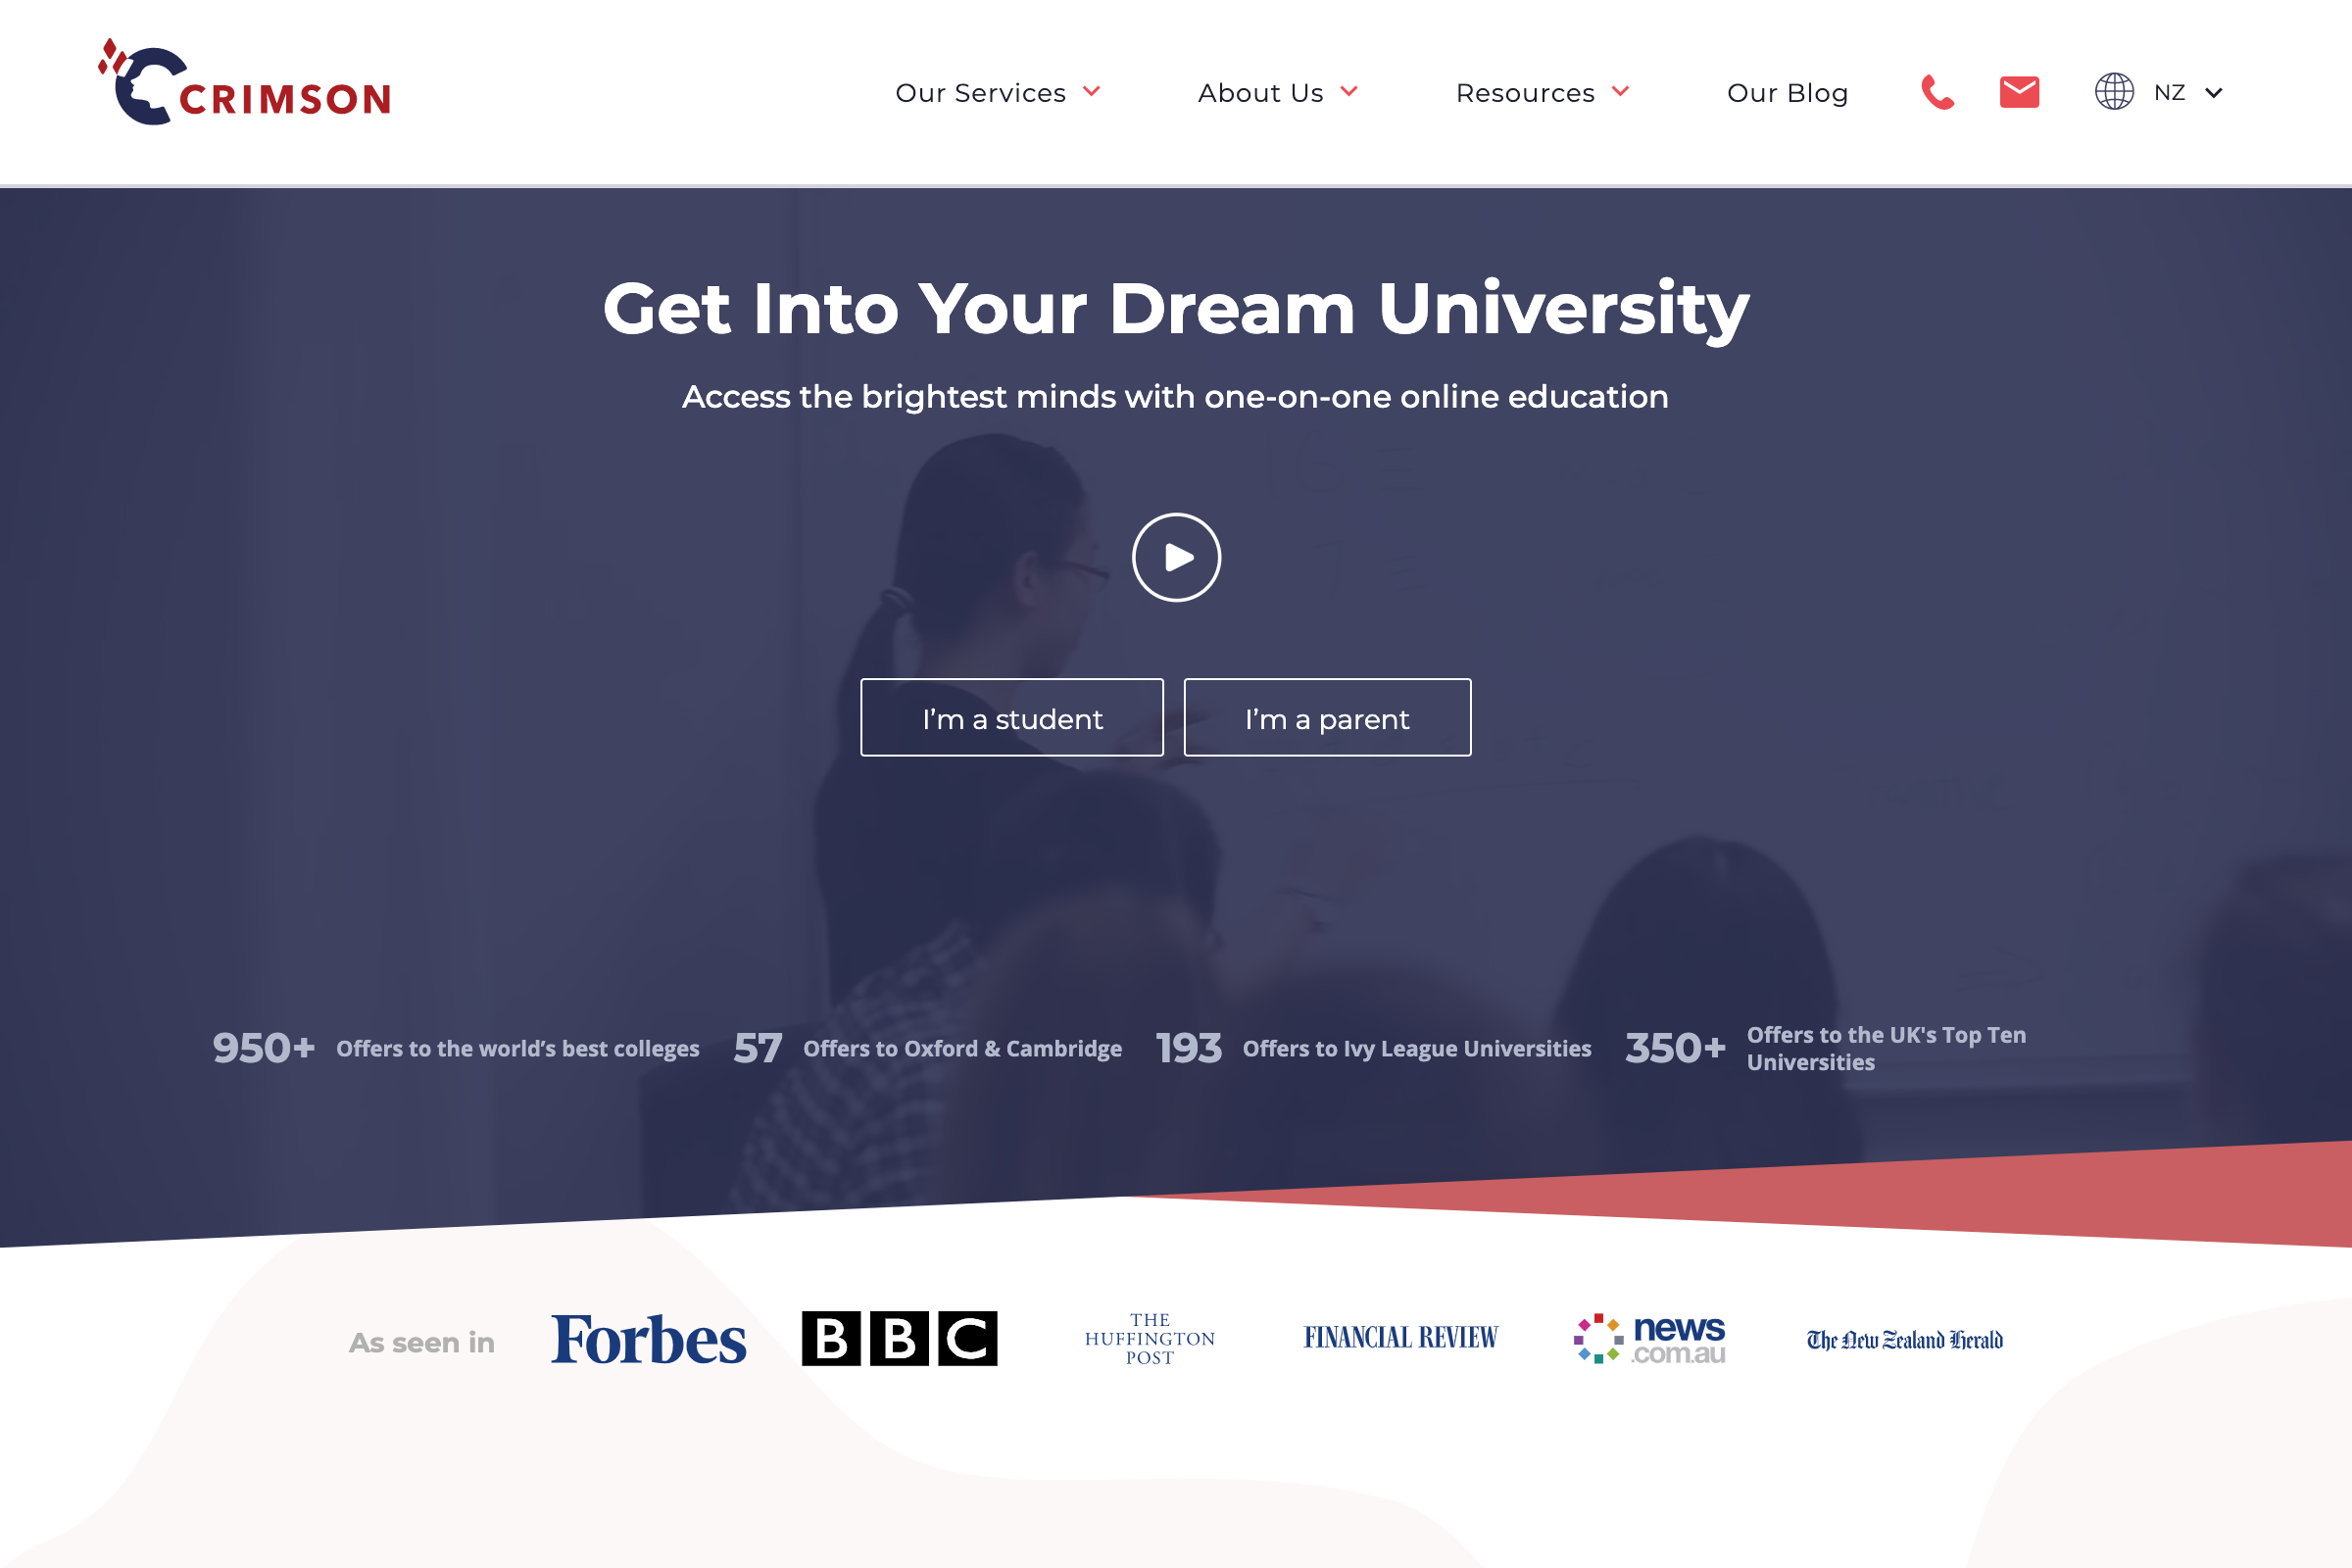 CRIMSON
Our Services
About Us
Resources
Our Blog
NZ
Get Into Your Dream University
Access the brightest minds with one-on-one online education
I’m a student
I’m a parent
950+ Offers to the world’s best colleges
57 Offers to Oxford & Cambridge
193 Offers to Ivy League Universities
350+ Offers to the UK's Top Ten
Universities
As seen in
Forbes
BBC
THE
HUFFINGTON
POST
FINANCIAL REVIEW
news
.com.au
The New Zealand Herald